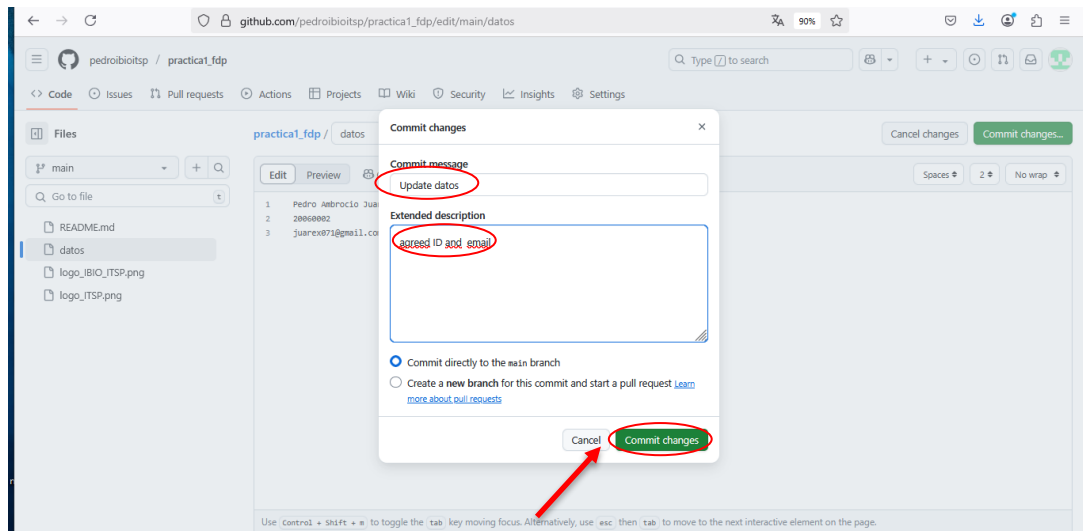 github.com/pedroibioitsp/practica1_fdp/edit/main/datos
90%
pedroibioitsp / practica1_fdp
Type / to search
Code
Issues
Pull requests
Actions
Projects
Wiki
Security
Insights
Settings
Files
practica1_fdp / datos
Cancel changes
Commit changes...
main
Go to file
t
README.md
datos
logo_IBIO_ITSP.png
logo_ITSP.png
Edit
Preview
Spaces
2
No wrap
1 Pedro Ambrocio
2 20060002
3 juarex071@gmail.co
Commit changes
Commit message
Update datos
Extended description
agreed ID and email
Commit directly to the main branch
Create a new branch for this commit and start a pull request Learn
more about pull requests
Cancel
Commit changes
Use Control + Shift + m to toggle the tab key moving focus. Alternatively, use esc then tab to move to the next interactive element on the page.